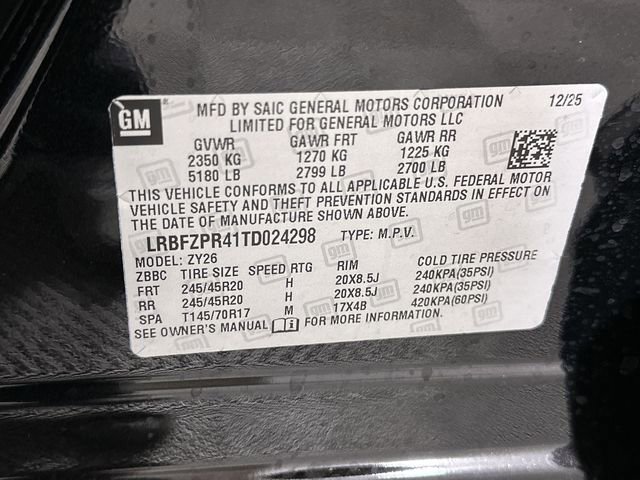 GM
MFD BY SAIC GENERAL MOTORS CORPORATION 12/25
LIMITED FOR GENERAL MOTORS LLC
GVWR GAWR FRT GAWR RR
2350 KG 1270 KG 1225 KG
5180 LB 2799 LB 2700 LB
THIS VEHICLE CONFORMS TO ALL APPLICABLE U.S. FEDERAL MOTOR
VEHICLE SAFETY AND THEFT PREVENTION STANDARDS IN EFFECT ON
THE DATE OF MANUFACTURE SHOWN ABOVE.
LRBFZPR41TD024298 TYPE: M.P.V.
MODEL: ZY26
ZBBC TIRE SIZE SPEED RTG RIM COLD TIRE PRESSURE
FRT 245/45R20 H 20X8.5J 240KPA(35PSI)
RR 245/45R20 H 20X8.5J 240KPA(35PSI)
SPA T145/70R17 M 17X4B 420KPA(60PSI)
SEE OWNER'S MANUAL FOR MORE INFORMATION.